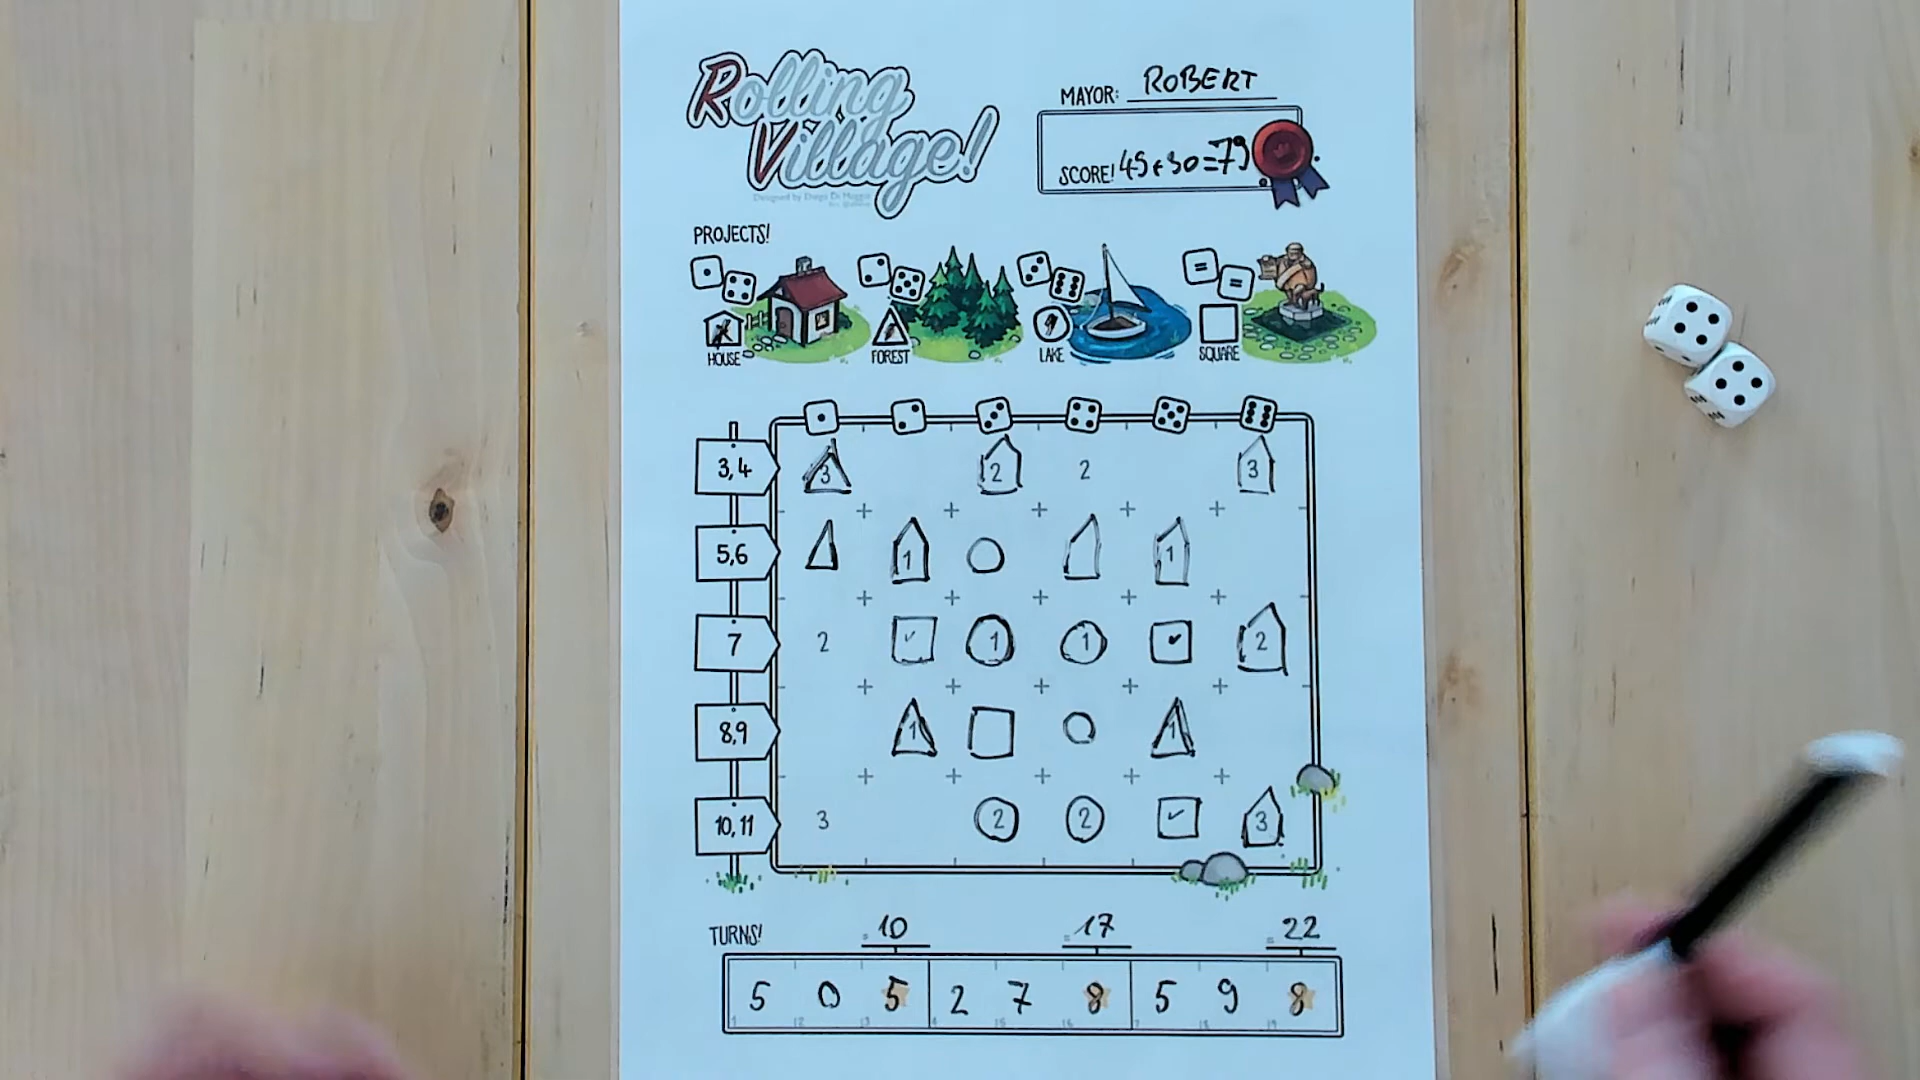 Rolling
Village!
MAYOR: ROBERT
SCORE! 45+30=79
PROJECTS!
= =
HOUSE FOREST LAKE SQUARE
3,4 3 2 2 3
5,6 1 1
7 2 1 1 2
8,9 1 1
10,11 3 2 2 3
TURNS! =10 =17 =22
5 0 5 2 7 8 5 9 8